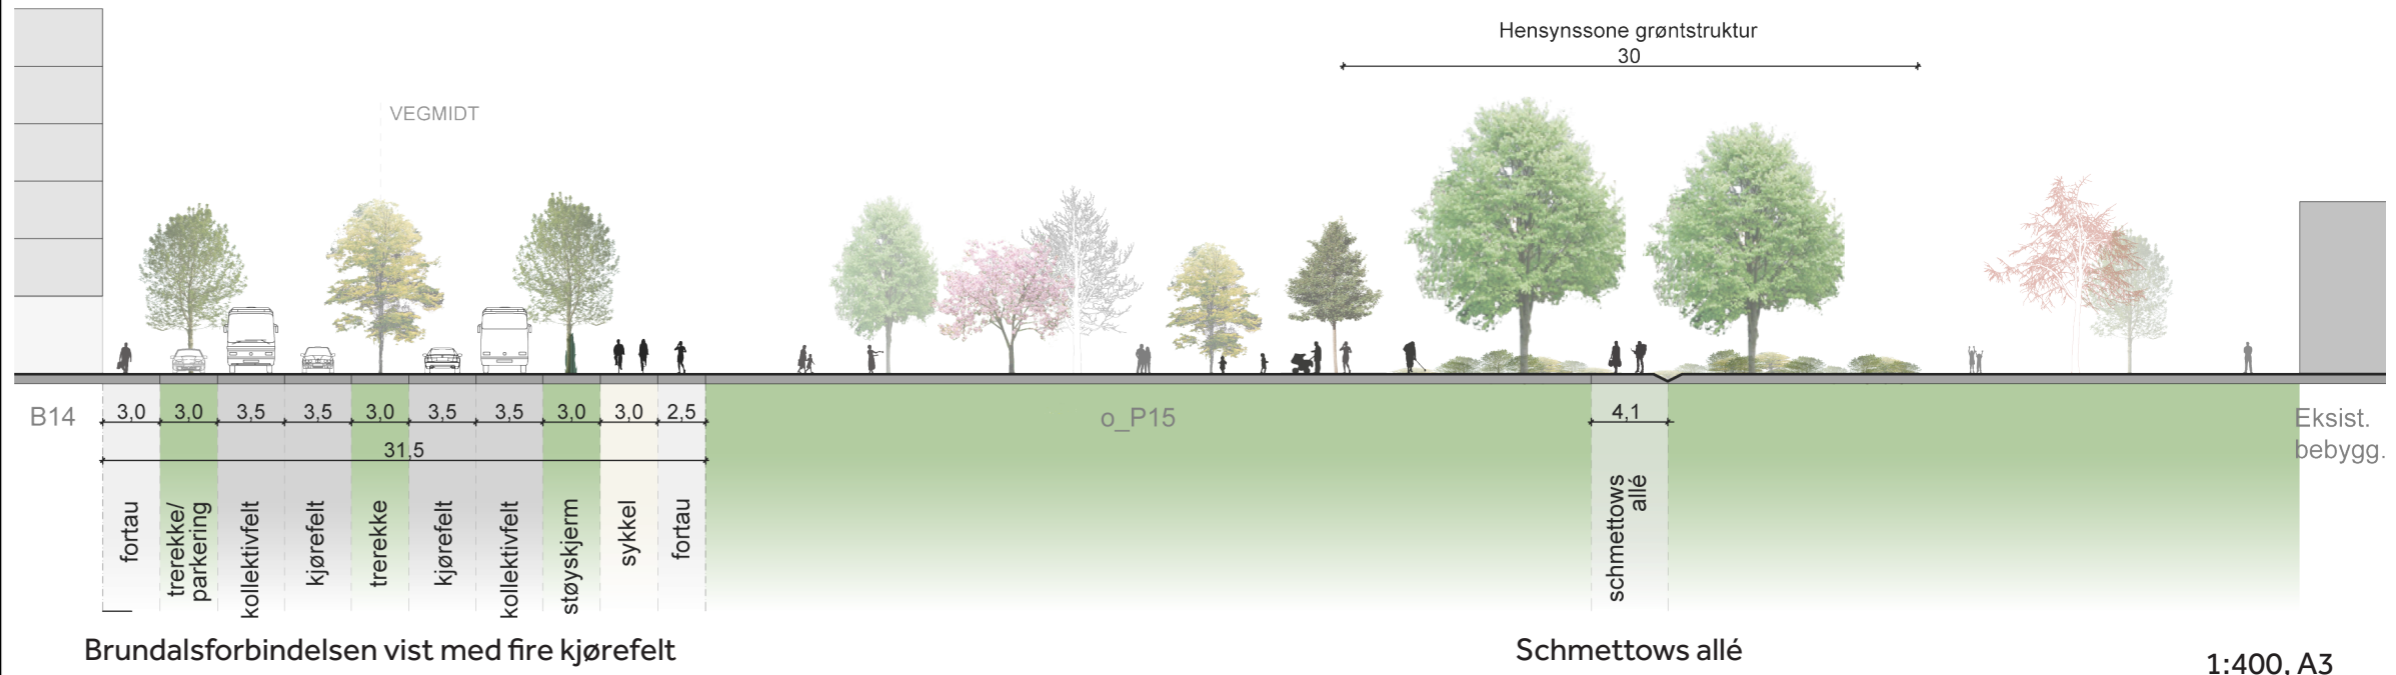 Hensynssone grøntstruktur
30
VEGMIDT
B14
3,0 3,0 3,5 3,5 3,0 3,5 3,5 3,0 3,0 2,5
o_P15
4,1
Eksist.
bebygg.
31,5
fortau
trerekke/
parkering
kollektivfelt
kjørefelt
trerekke
kjørefelt
kollektivfelt
støyskjerm
sykkel
fortau
schmettows
allé
Brundalsforbindelsen vist med fire kjørefelt
Schmettows allé
1:400, A3